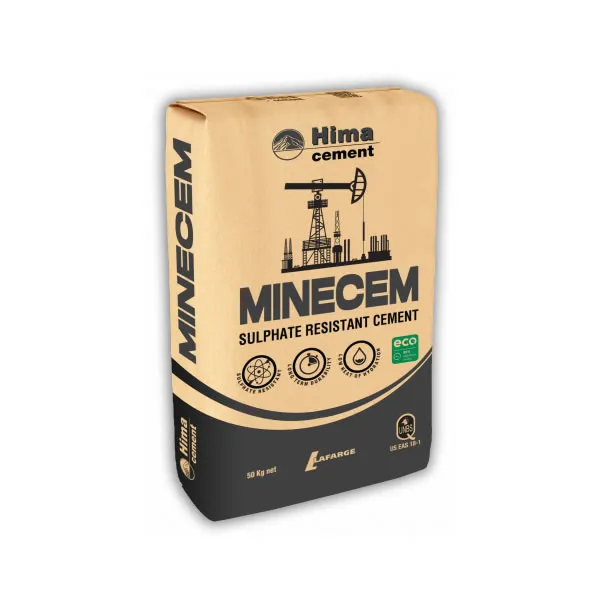 Hima
cement
MINECEM
SULPHATE RESISTANT CEMENT
SULPHATE RESISTANT
LONG TERM DURABILITY
LOW HEST OF HYDRATION
eco
UNBS
Q
US EAS 18-1
50 Kg net
LAFARGE
MINECEM
Hima
cement